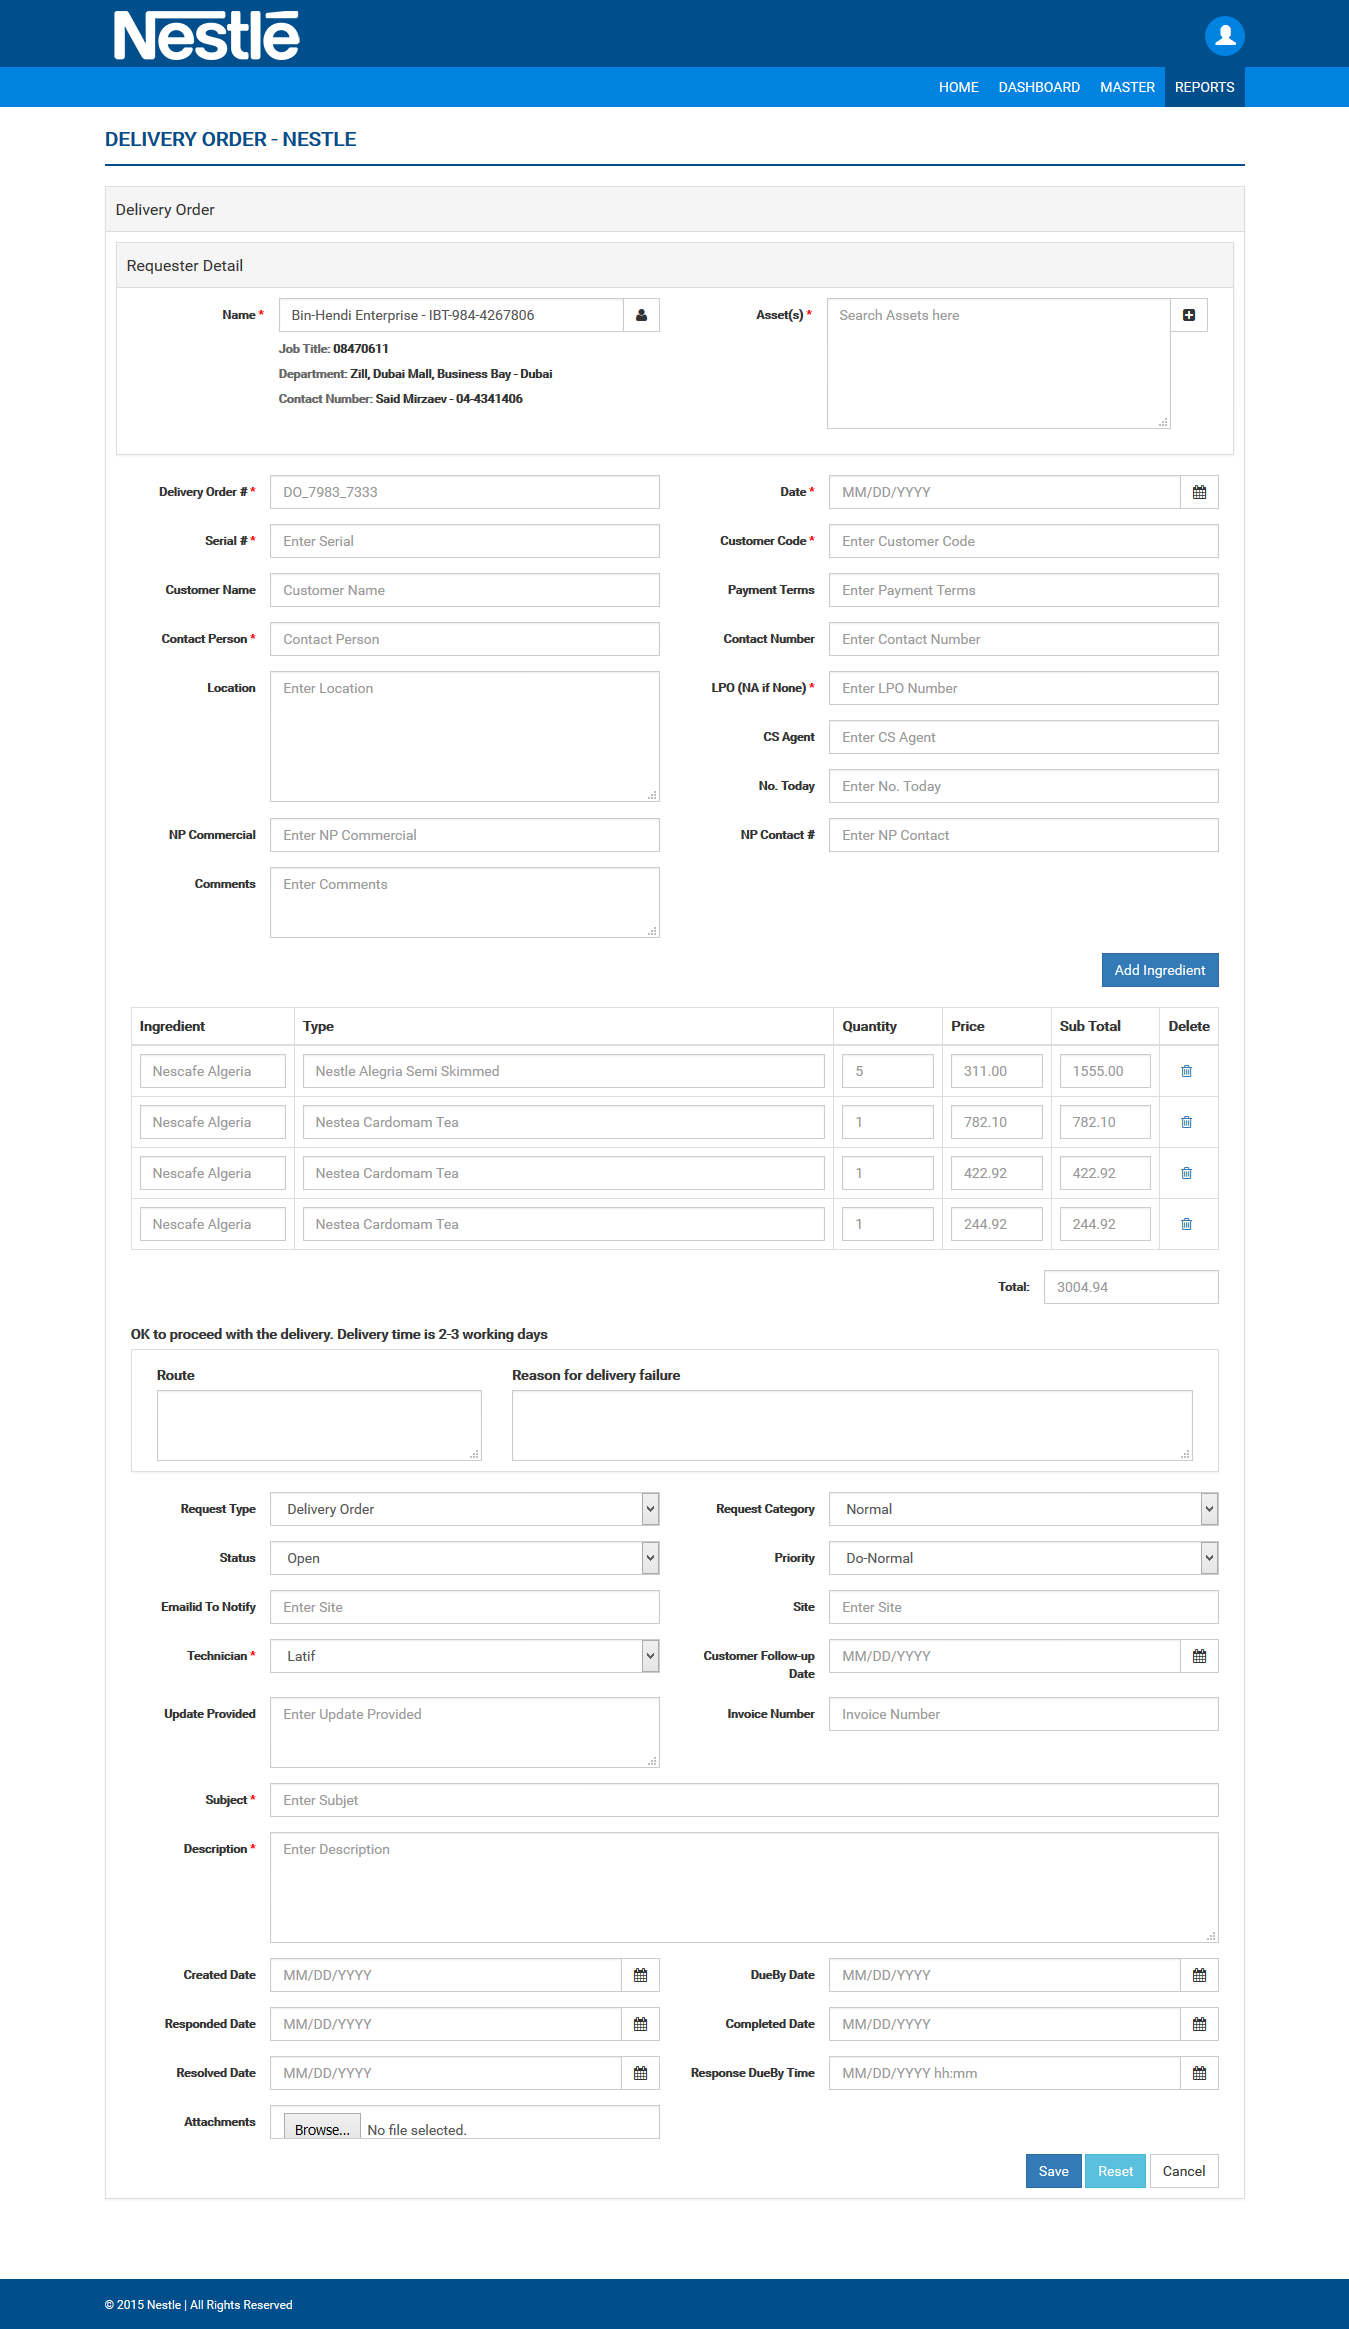 Nestlé
HOME DASHBOARD MASTER REPORTS
DELIVERY ORDER - NESTLE
Delivery Order
Requester Detail
Name * Bin-Hendi Enterprise - IBT-984-4267806 Asset(s) * Search Assets here
Job Title: 08470611
Department: Zill, Dubai Mall, Business Bay - Dubai
Contact Number: Said Mirzaev - 04-4341406
Delivery Order # * DO_7983_7333 Date * MM/DD/YYYY
Serial # * Enter Serial Customer Code * Enter Customer Code
Customer Name Customer Name Payment Terms Enter Payment Terms
Contact Person * Contact Person Contact Number Enter Contact Number
Location Enter Location LPO (NA if None) * Enter LPO Number
CS Agent Enter CS Agent
No. Today Enter No. Today
NP Commercial Enter NP Commercial NP Contact # Enter NP Contact
Comments Enter Comments
Add Ingredient
Ingredient Type Quantity Price Sub Total Delete
Nescafe Algeria Nestle Alegria Semi Skimmed 5 311.00 1555.00
Nescafe Algeria Nestea Cardomam Tea 1 782.10 782.10
Nescafe Algeria Nestea Cardomam Tea 1 422.92 422.92
Nescafe Algeria Nestea Cardomam Tea 1 244.92 244.92
Total: 3004.94
OK to proceed with the delivery. Delivery time is 2-3 working days
Route Reason for delivery failure
Request Type Delivery Order Request Category Normal
Status Open Priority Do-Normal
Emailid To Notify Enter Site Site Enter Site
Technician * Latif Customer Follow-up Date MM/DD/YYYY
Update Provided Enter Update Provided Invoice Number Invoice Number
Subject * Enter Subjet
Description * Enter Description
Created Date MM/DD/YYYY DueBy Date MM/DD/YYYY
Responded Date MM/DD/YYYY Completed Date MM/DD/YYYY
Resolved Date MM/DD/YYYY Response DueBy Time MM/DD/YYYY hh:mm
Attachments Browse... No file selected.
Save Reset Cancel
© 2015 Nestle | All Rights Reserved